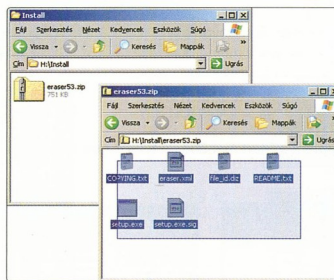 Install
Fájl Szerkesztés Nézet Kedvencek Eszközök Súgó
Vissza Keresés Mappák
Cím H:\Install Ugrás
eraser53.zip
751 KB
eraser53.zip
Fájl Szerkesztés Nézet Kedvencek Eszközök Súgó
Vissza Keresés Mappák
Cím H:\Install\eraser53.zip Ugrás
COPYING.txt eraser.xml file_id.diz README.txt
setup.exe setup.exe.sig